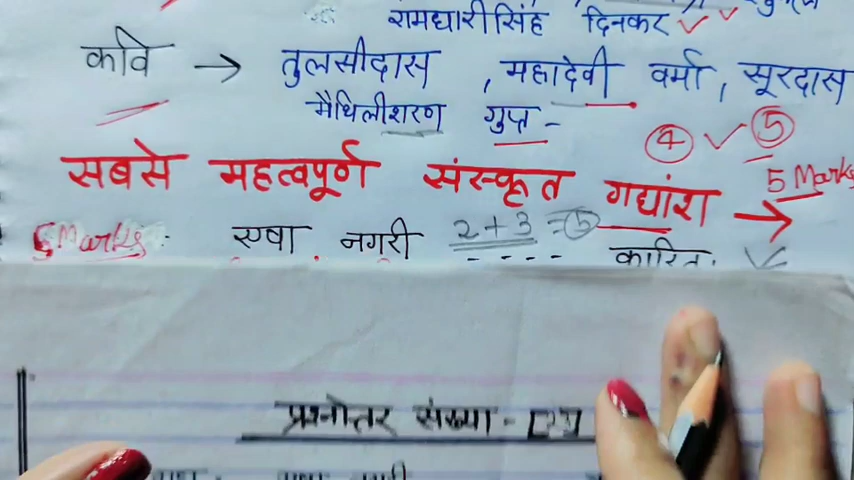 रामधारीसिंह दिनकर
कवि → तुलसीदास , महादेवी वर्मा , सूरदास
मैथिलीशरण गुप्त -
④ ✓ ⑤
सबसे महत्वपूर्ण संस्कृत गद्यांश → 5 Marks
5 Marks एषा नगरी 2+3 = ⑤ ---- कारित.
प्रश्नोतर संख्या -